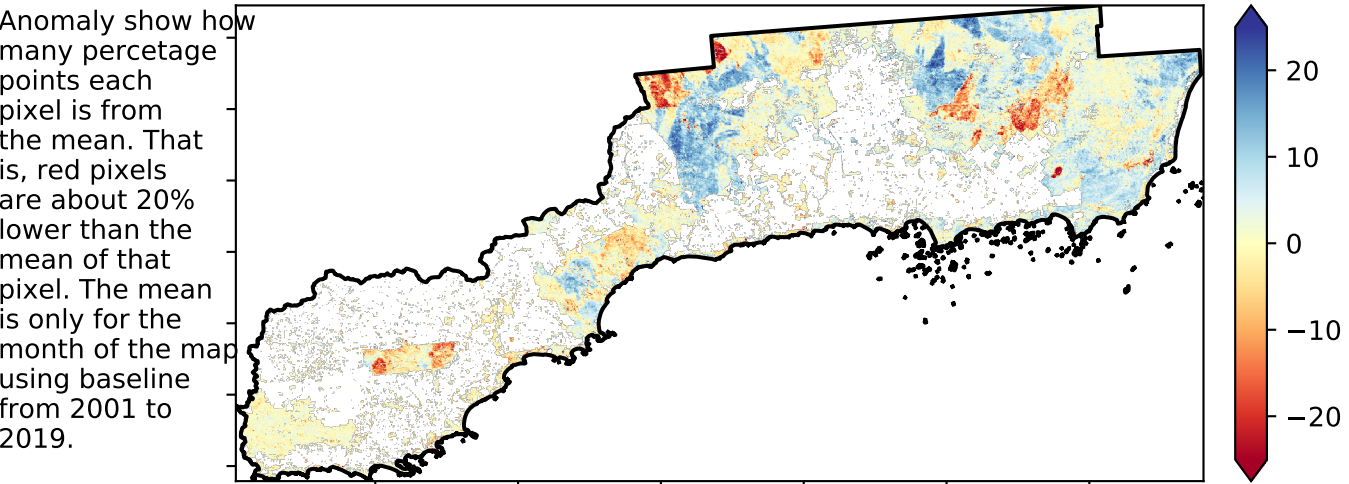 Anomaly show how
many percetage
points each
pixel is from
the mean. That
is, red pixels
are about 20%
lower than the
mean of that
pixel. The mean
is only for the
month of the map
using baseline
from 2001 to
2019.
20
10
0
−10
−20